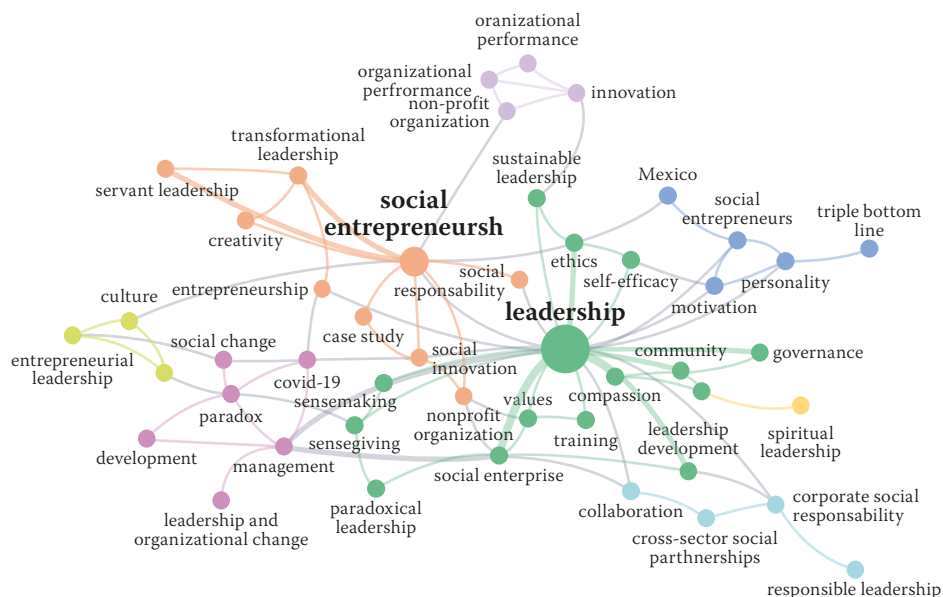 oranizational
performance
organizational
perfrormance
innovation
non-profit
organization
transformational
leadership
sustainable
leadership
Mexico
servant leadership
social
entrepreneursh
social
entrepreneurs
triple bottom
line
creativity
ethics
entrepreneurship
social
responsability
self-efficacy
personality
culture
leadership
motivation
case study
social change
entrepreneurial
leadership
social
innovation
community
governance
covid-19
sensemaking
compassion
paradox
nonprofit
organization
values
training
leadership
development
spiritual
leadership
development
management
sensegiving
social enterprise
leadership and
organizational change
paradoxical
leadership
collaboration
corporate social
responsability
cross-sector social
parthnerships
responsible leadership